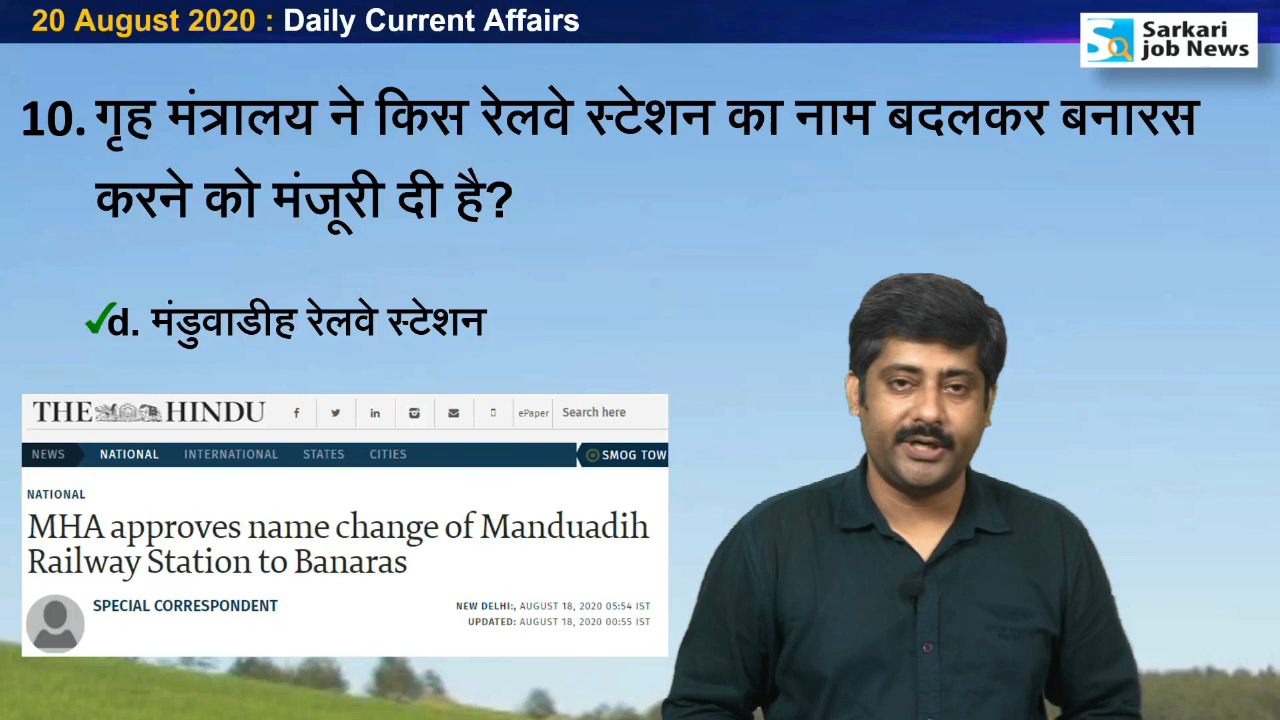 20 August 2020 : Daily Current Affairs
Sarkari
job News
10. गृह मंत्रालय ने किस रेलवे स्टेशन का नाम बदलकर बनारस
करने को मंजूरी दी है?
✓d. मंडुवाडीह रेलवे स्टेशन
THE HINDU
ePaper
Search here
NEWS NATIONAL INTERNATIONAL STATES CITIES
SMOG TOW
NATIONAL
MHA approves name change of Manduadih
Railway Station to Banaras
SPECIAL CORRESPONDENT
NEW DELHI:, AUGUST 18, 2020 05:54 IST
UPDATED: AUGUST 18, 2020 00:55 IST